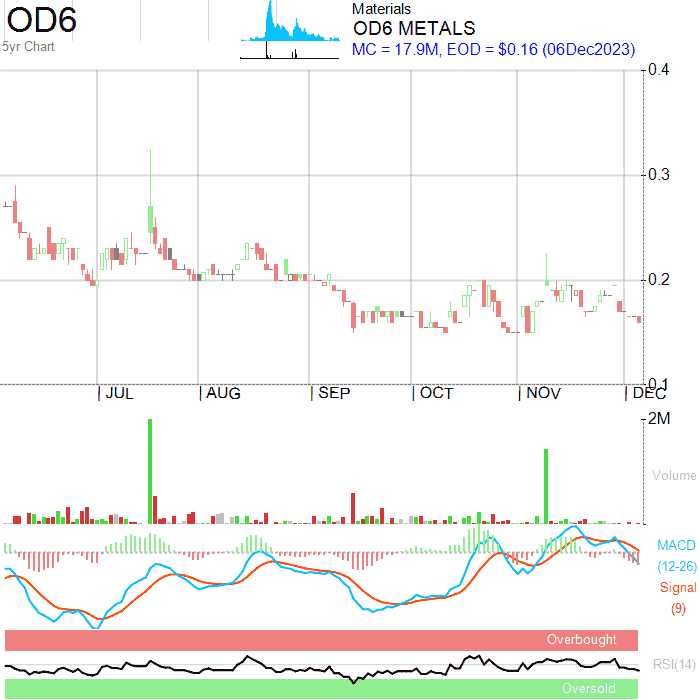 OD6
5yr Chart
Materials
OD6 METALS
MC = 17.9M, EOD = $0.16 (06Dec2023)
0.4
0.3
0.2
0.1
JUL
AUG
SEP
OCT
NOV
DEC
2M
Volume
MACD
(12-26)
Signal
(9)
Overbought
RSI(14)
Oversold